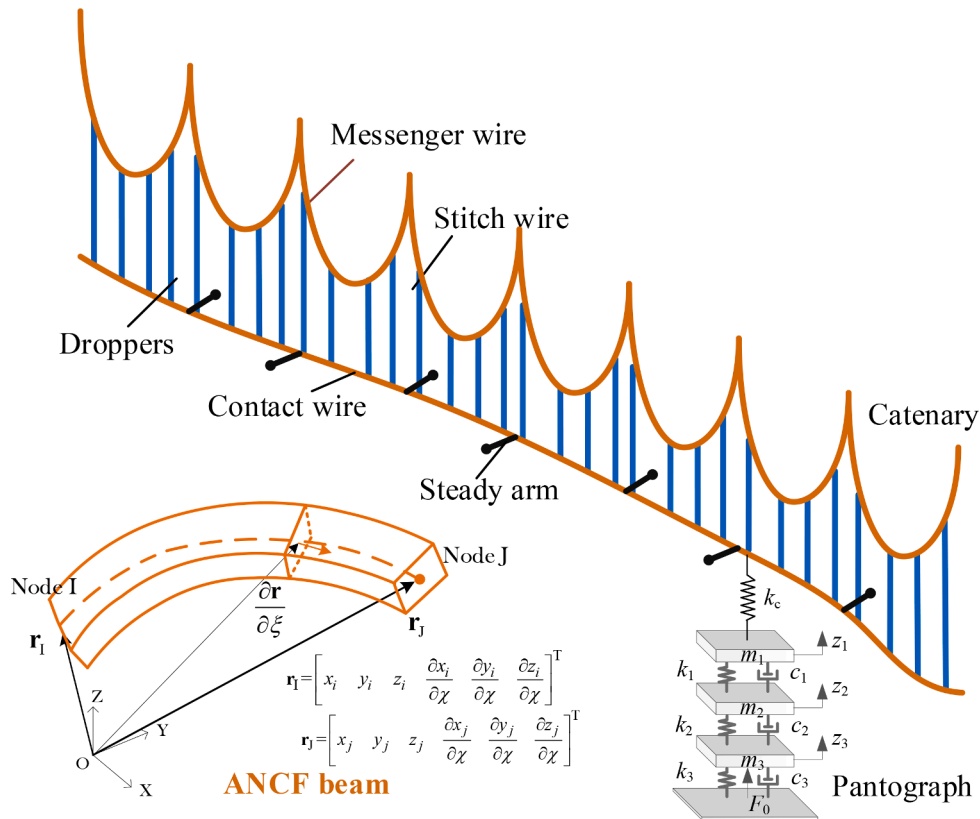 Messenger wire
Stitch wire
Droppers
Contact wire
Catenary
Steady arm
Node I
Node J
∂r/∂ξ
r_I
r_J
k_c
z_1
m_1
k_1
c_1
z_2
m_2
k_2
c_2
z_3
m_3
k_3
c_3
F_0
Pantograph
r_I = [x_i y_i z_i ∂x_i/∂χ ∂y_i/∂χ ∂z_i/∂χ]^T
r_J = [x_j y_j z_j ∂x_j/∂χ ∂y_j/∂χ ∂z_j/∂χ]^T
Z
Y
O
X
ANCF beam